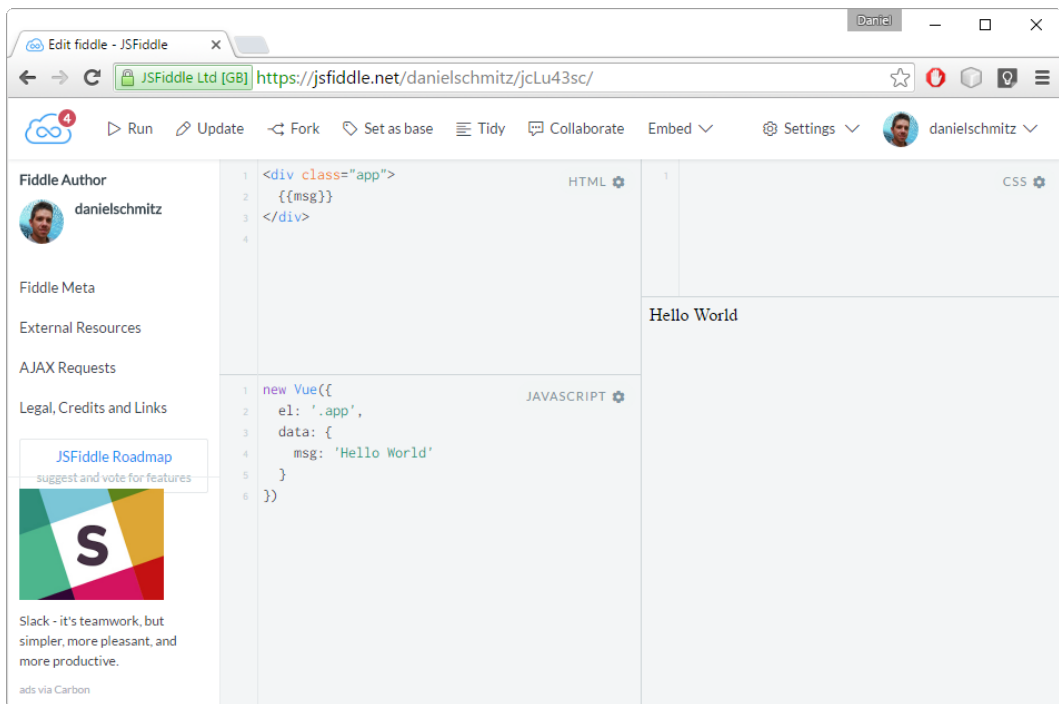 Daniel
Edit fiddle - JSFiddle
JSFiddle Ltd [GB] https://jsfiddle.net/danielschmitz/jcLu43sc/
4 Run Update Fork Set as base Tidy Collaborate Embed Settings danielschmitz
Fiddle Author
danielschmitz
Fiddle Meta
External Resources
AJAX Requests
Legal, Credits and Links
JSFiddle Roadmap
suggest and vote for features
S
Slack - it's teamwork, but
simpler, more pleasant, and
more productive.
ads via Carbon
HTML
1 <div class="app">
2 {{msg}}
3 </div>
4
JAVASCRIPT
1 new Vue({
2 el: '.app',
3 data: {
4 msg: 'Hello World'
5 }
6 })
1
CSS
Hello World